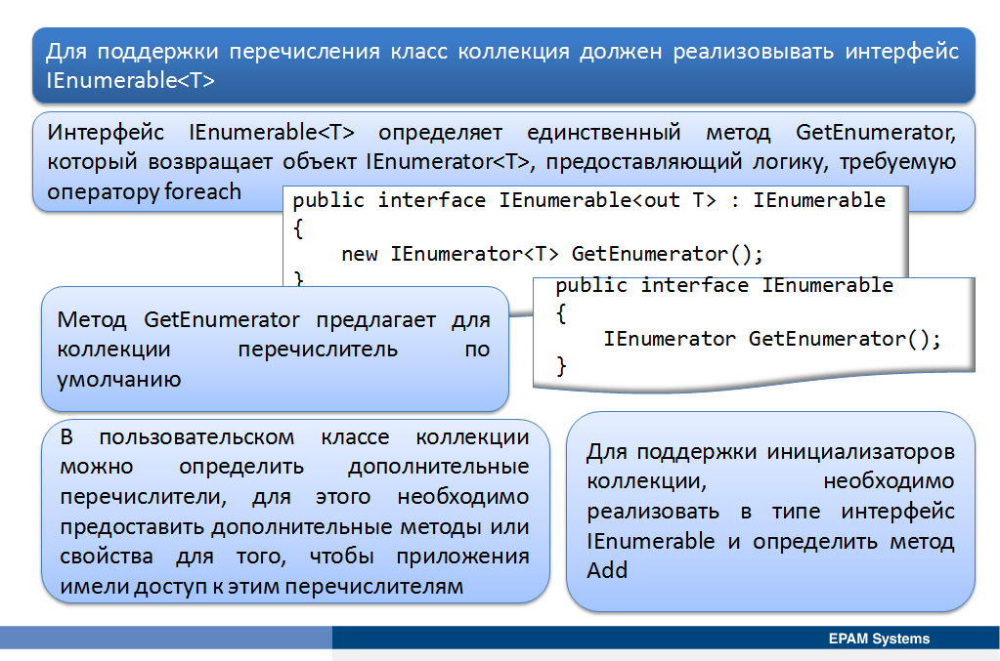 Для поддержки перечисления класс коллекция должен реализовывать интерфейс
IEnumerable<T>
Интерфейс IEnumerable<T> определяет единственный метод GetEnumerator,
который возвращает объект IEnumerator<T>, предоставляющий логику, требуемую
оператору foreach
public interface IEnumerable<out T> : IEnumerable
{
new IEnumerator<T> GetEnumerator();
}
public interface IEnumerable
{
IEnumerator GetEnumerator();
}
Метод GetEnumerator предлагает для
коллекции перечислитель по
умолчанию
В пользовательском классе коллекции
можно определить дополнительные
перечислители, для этого необходимо
предоставить дополнительные методы или
свойства для того, чтобы приложения
имели доступ к этим перечислителям
Для поддержки инициализаторов
коллекции, необходимо
реализовать в типе интерфейс
IEnumerable и определить метод
Add
EPAM Systems